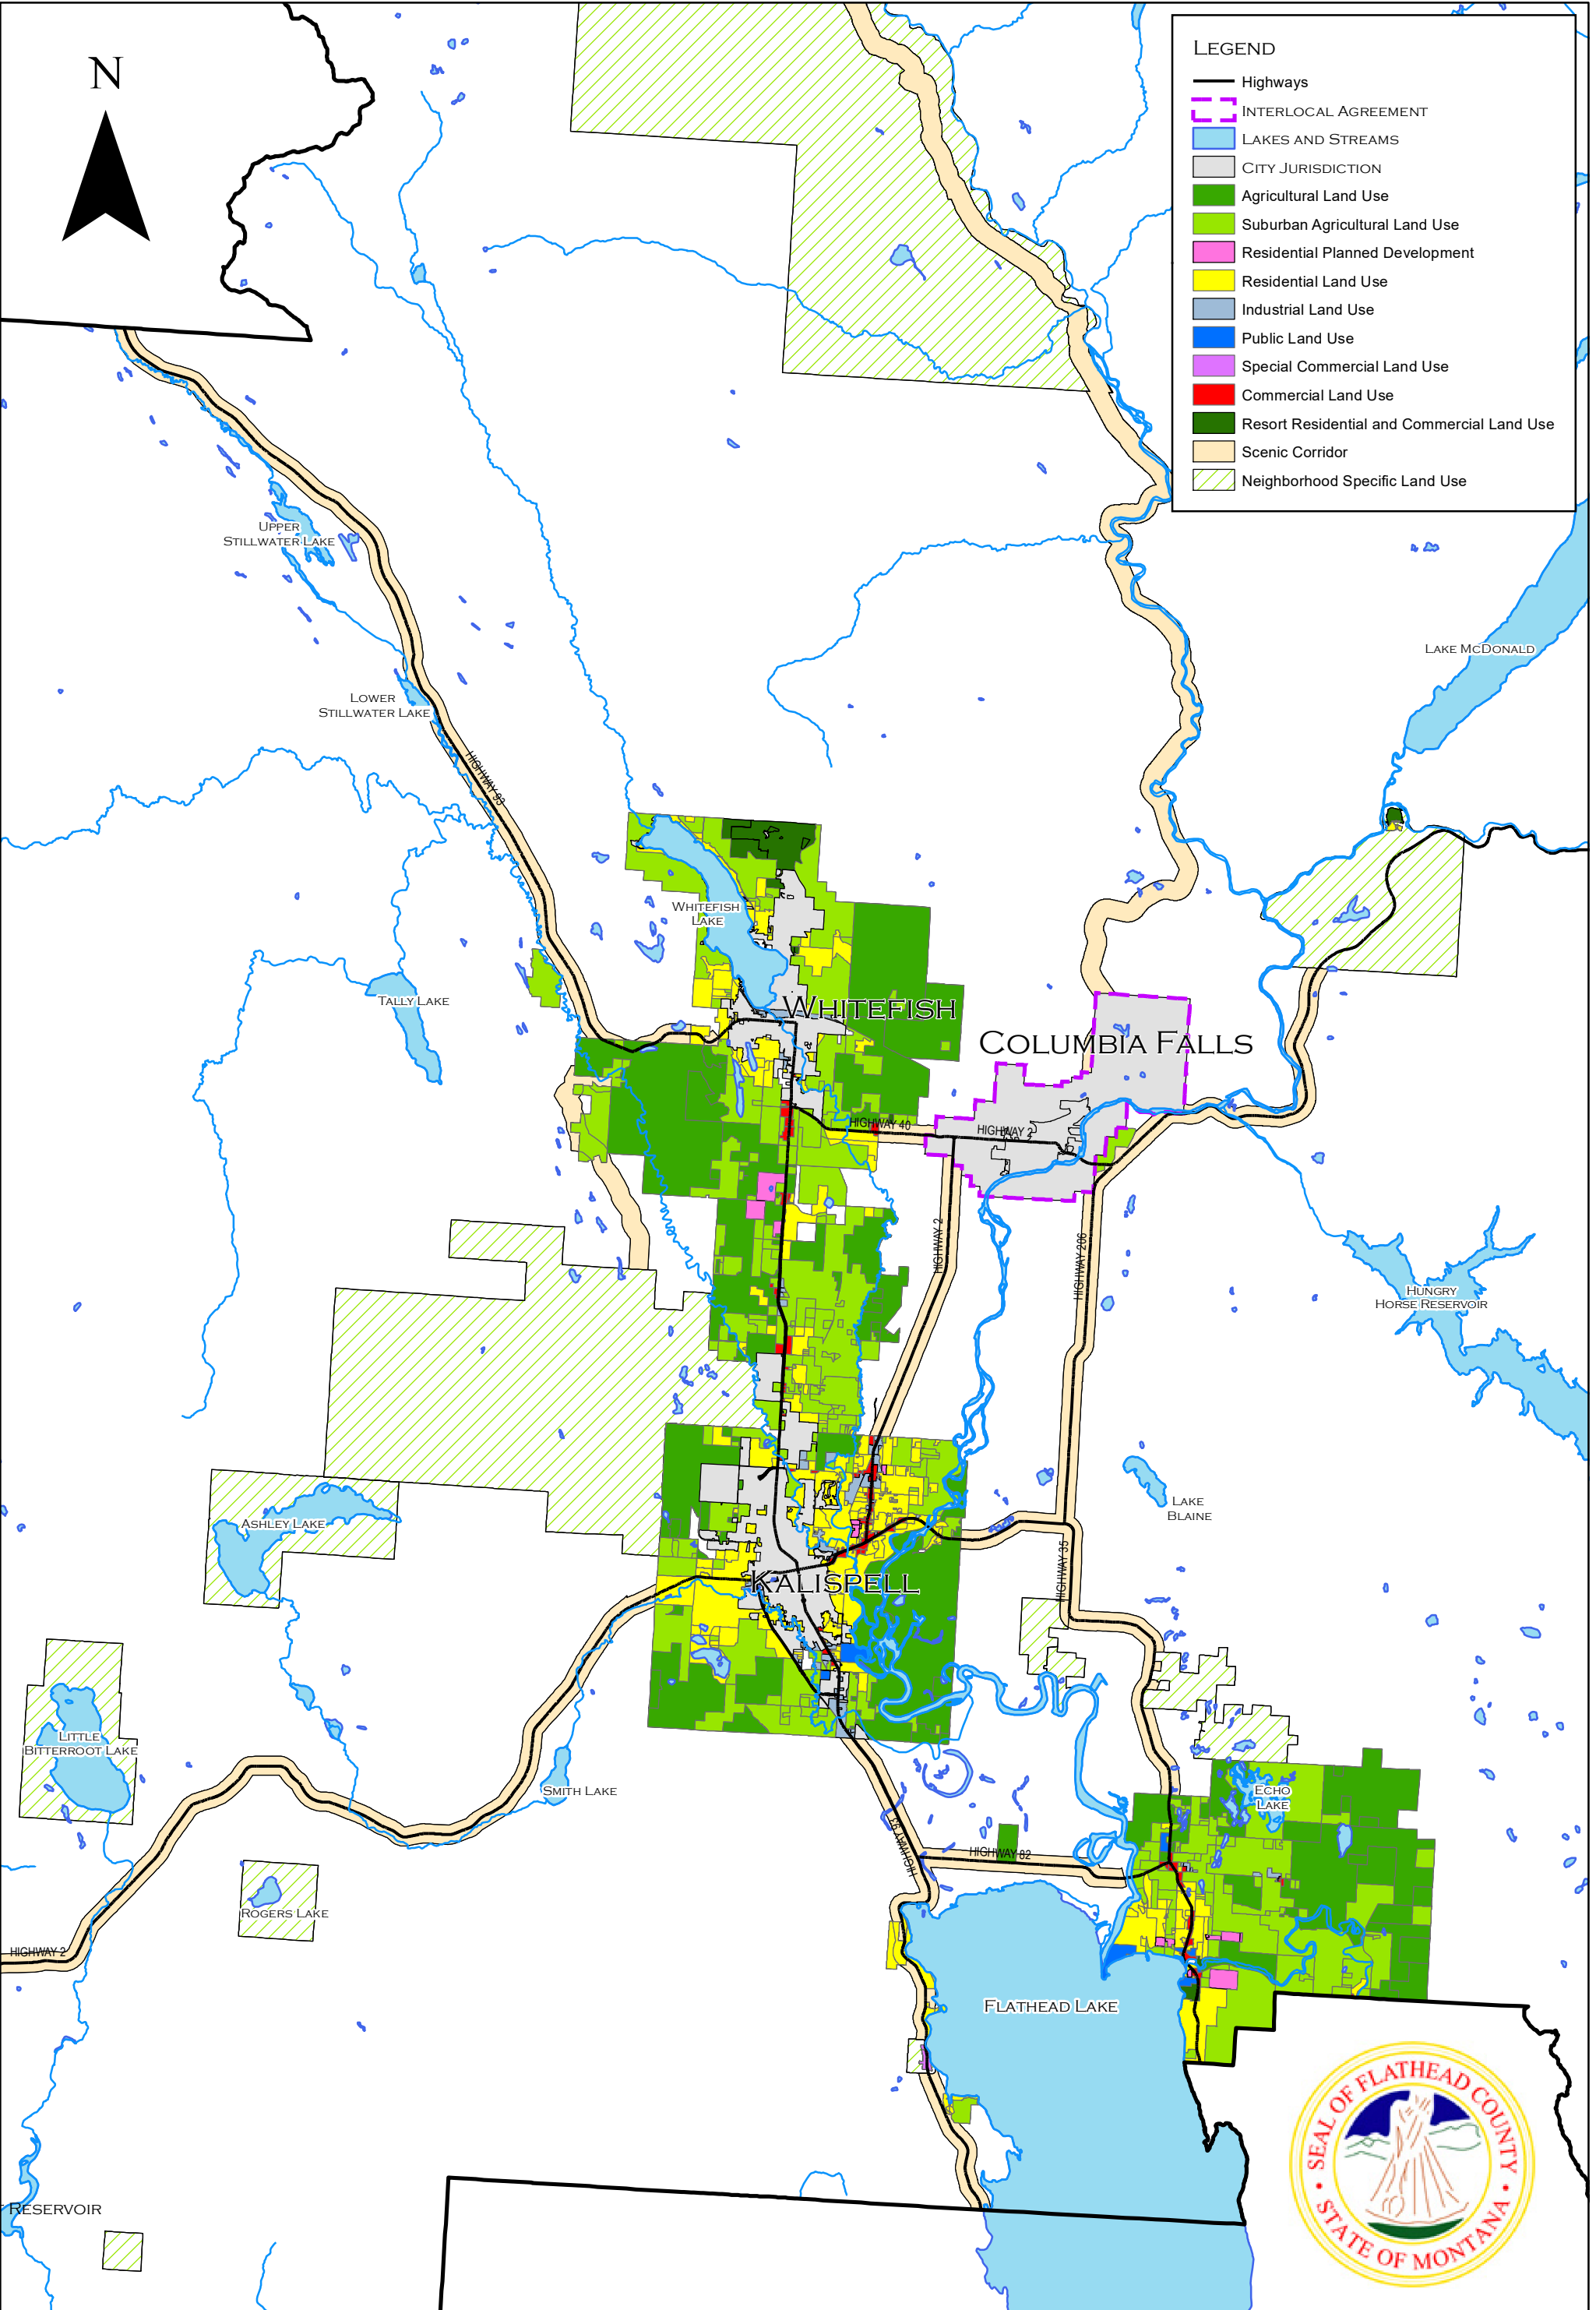 N
LEGEND
Highways
INTERLOCAL AGREEMENT
LAKES AND STREAMS
CITY JURISDICTION
Agricultural Land Use
Suburban Agricultural Land Use
Residential Planned Development
Residential Land Use
Industrial Land Use
Public Land Use
Special Commercial Land Use
Commercial Land Use
Resort Residential and Commercial Land Use
Scenic Corridor
Neighborhood Specific Land Use
UPPER
STILLWATER LAKE
LAKE MCDONALD
LOWER
STILLWATER LAKE
HIGHWAY 93
WHITEFISH
LAKE
TALLY LAKE
WHITEFISH
COLUMBIA FALLS
HIGHWAY 40
HIGHWAY 2
HIGHWAY 2
HIGHWAY 206
HUNGRY
HORSE RESERVOIR
LAKE
BLAINE
ASHLEY LAKE
HIGHWAY 35
KALISPELL
LITTLE
BITTERROOT LAKE
SMITH LAKE
ECHO
LAKE
HIGHWAY 93
HIGHWAY 82
ROGERS LAKE
HIGHWAY 2
FLATHEAD LAKE
RESERVOIR
SEAL OF FLATHEAD COUNTY
• STATE OF MONTANA •